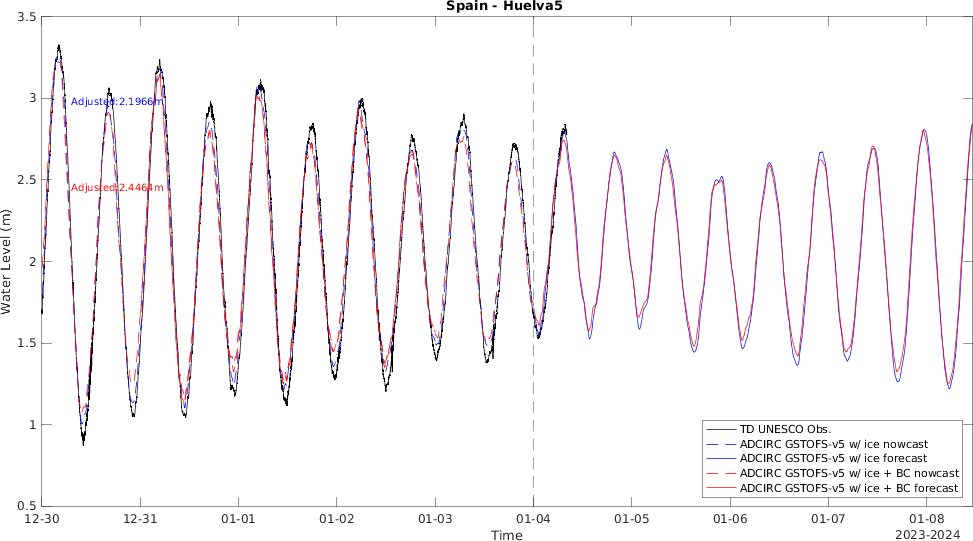 Spain - Huelva5
3.5
3
2.5
2
1.5
1
0.5
Water Level (m)
Adjusted:2.1966m
Adjusted:2.4464m
TD UNESCO Obs.
ADCIRC GSTOFS-v5 w/ ice nowcast
ADCIRC GSTOFS-v5 w/ ice forecast
ADCIRC GSTOFS-v5 w/ ice + BC nowcast
ADCIRC GSTOFS-v5 w/ ice + BC forecast
12-30 12-31 01-01 01-02 01-03 01-04 01-05 01-06 01-07 01-08
Time
2023-2024